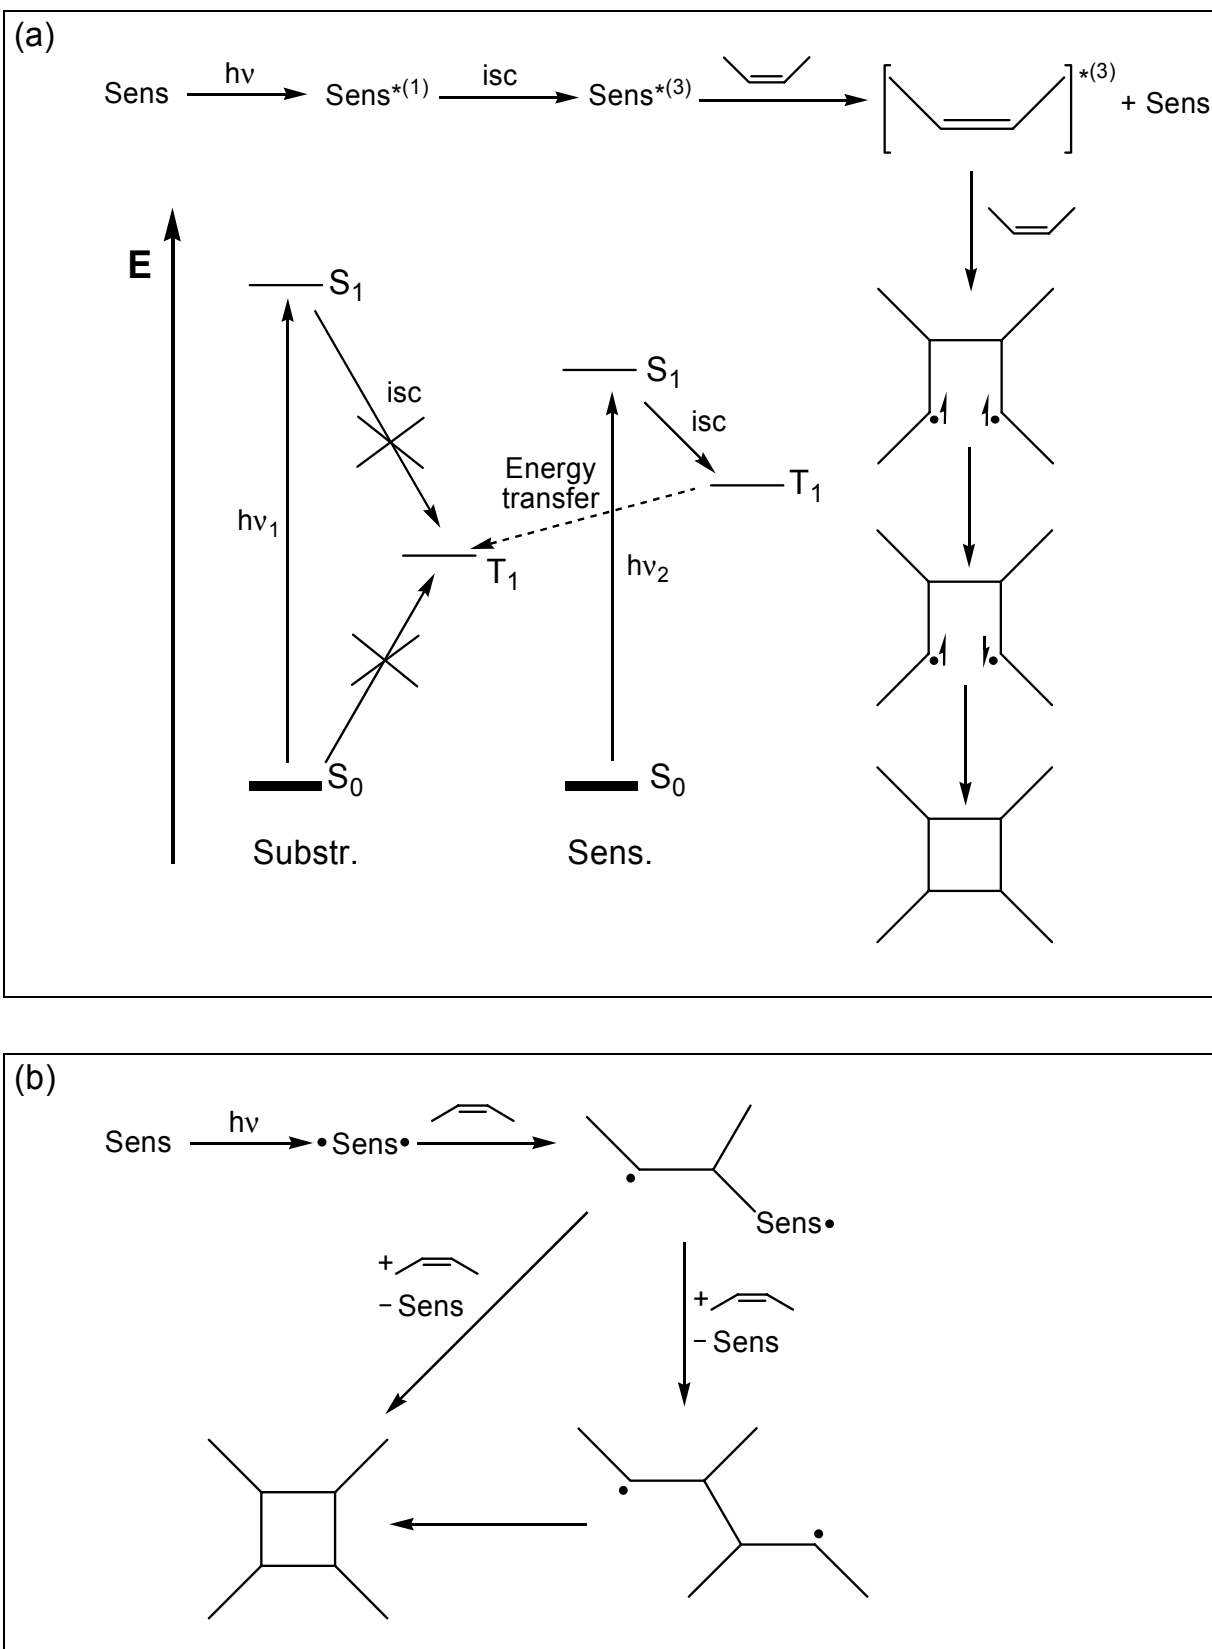 (a)
Sens hν Sens*(1) isc Sens*(3) *(3) + Sens
E
S1
isc
hν1
T1
S0
Substr.
S1
isc
Energy
transfer
T1
hν2
S0
Sens.
(b)
Sens hν •Sens•
Sens•
+
– Sens
+
– Sens